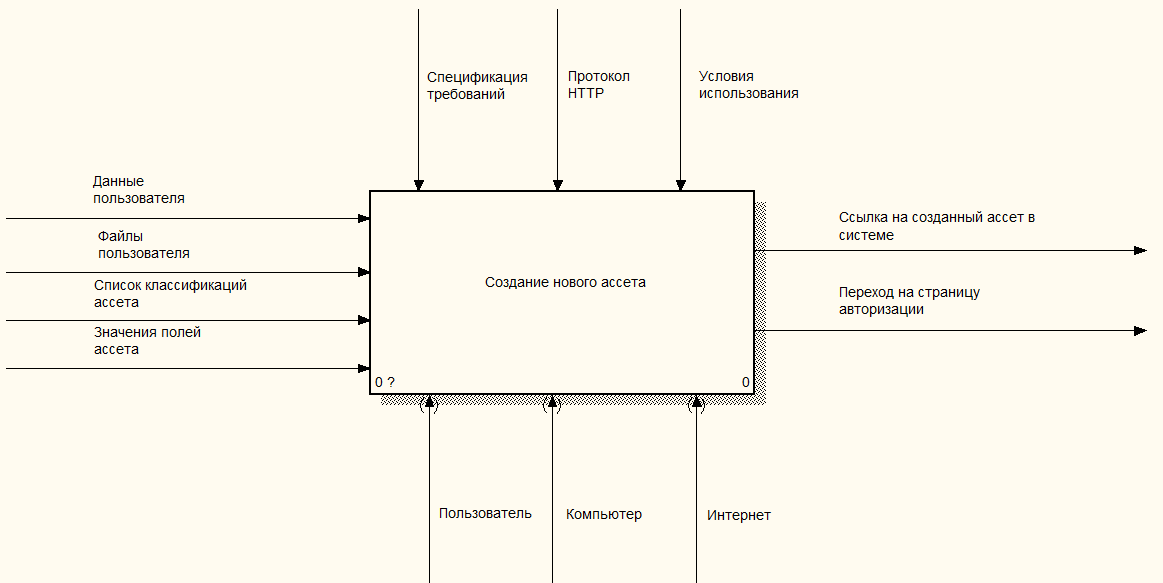 Спецификация
требований
Протокол
HTTP
Условия
использования
Данные
пользователя
Файлы
пользователя
Список классификаций
ассета
Значения полей
ассета
Создание нового ассета
0 ?
0
Ссылка на созданный ассет в
системе
Переход на страницу
авторизации
Пользователь
Компьютер
Интернет